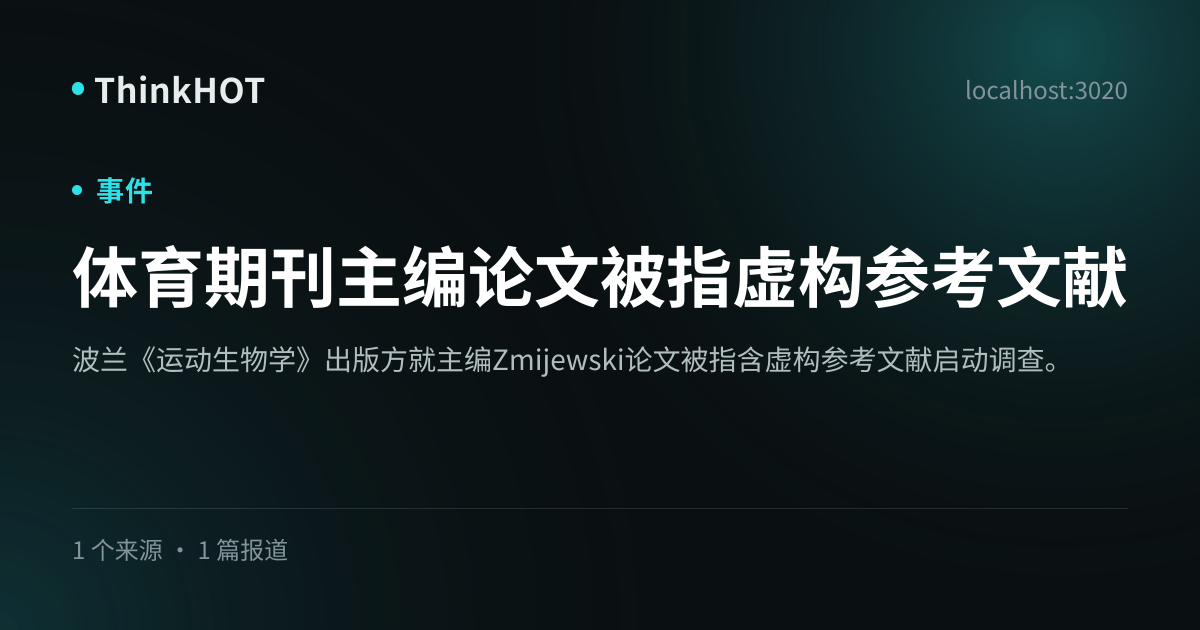 ThinkHOT
localhost:3020
事件
体育期刊主编论文被指虚构参考文献
波兰《运动生物学》出版方就主编Zmijewski论文被指含虚构参考文献启动调查。
1 个来源 · 1 篇报道